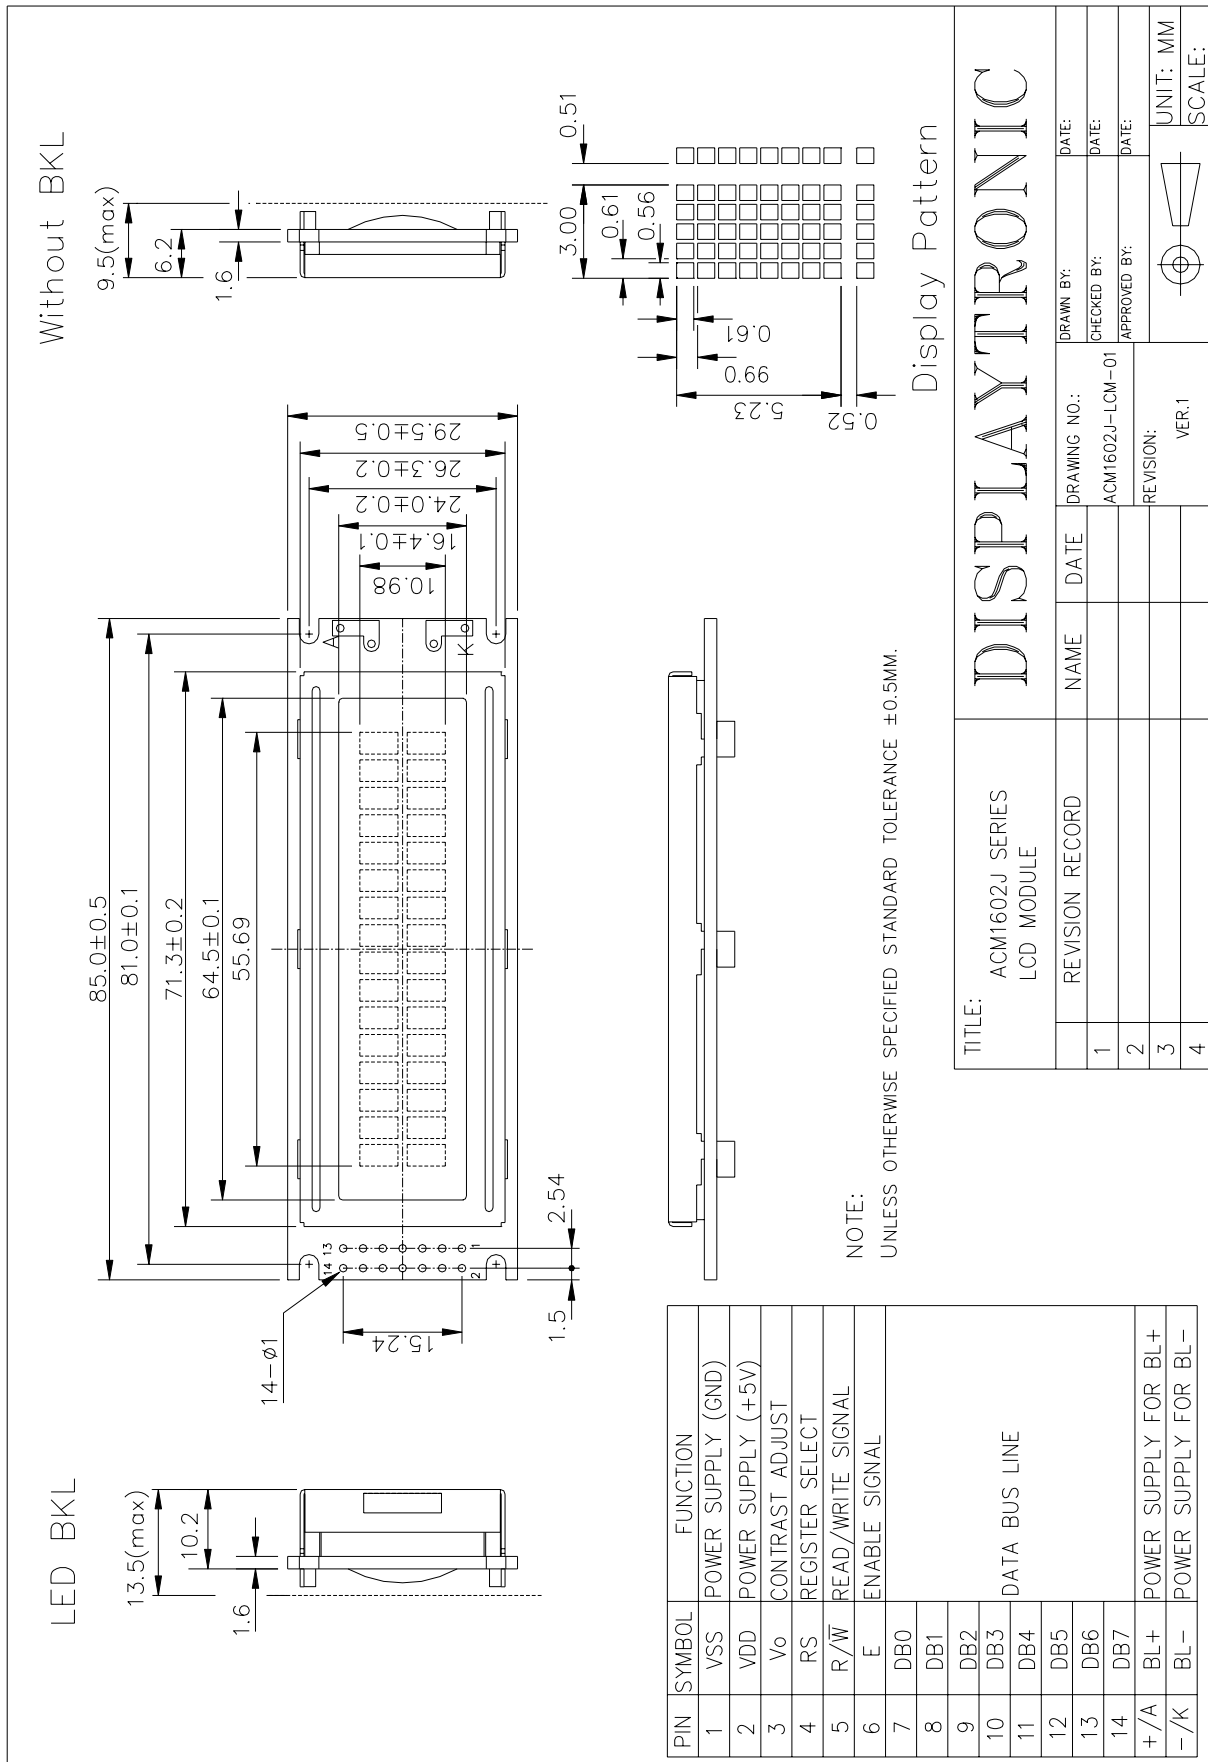 LED BKL
13.5(max)
10.2
1.6
14-ø1
85.0±0.5
81.0±0.1
71.3±0.2
64.5±0.1
55.69
29.5±0.5
26.3±0.2
24.0±0.2
16.4±0.1
10.98
A
K
14 13
2 1
15.24
1.5
2.54
Without BKL
9.5(max)
6.2
1.6
3.00
0.51
0.61
0.56
0.61
0.66
5.23
0.52
Display Pattern
NOTE:
UNLESS OTHERWISE SPECIFIED STANDARD TOLERANCE ±0.5MM.
PIN SYMBOL FUNCTION
1 VSS POWER SUPPLY (GND)
2 VDD POWER SUPPLY (+5V)
3 Vo CONTRAST ADJUST
4 RS REGISTER SELECT
5 R/W̅ READ/WRITE SIGNAL
6 E ENABLE SIGNAL
7 DB0
8 DB1
9 DB2
10 DB3 DATA BUS LINE
11 DB4
12 DB5
13 DB6
14 DB7
+/A BL+ POWER SUPPLY FOR BL+
-/K BL- POWER SUPPLY FOR BL-
TITLE:
ACM1602J SERIES
LCD MODULE
DISPLAYTRONIC
REVISION RECORD NAME DATE
1
2
3
4
DRAWING NO.:
ACM1602J-LCM-01
REVISION:
VER.1
DRAWN BY: DATE:
CHECKED BY: DATE:
APPROVED BY: DATE:
UNIT: MM
SCALE: